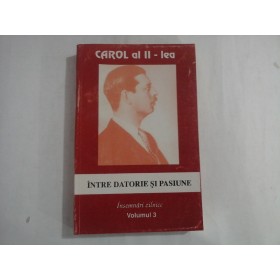 CAROL al II - lea
ÎNTRE DATORIE ŞI PASIUNE
Însemnări zilnice
Volumul 3